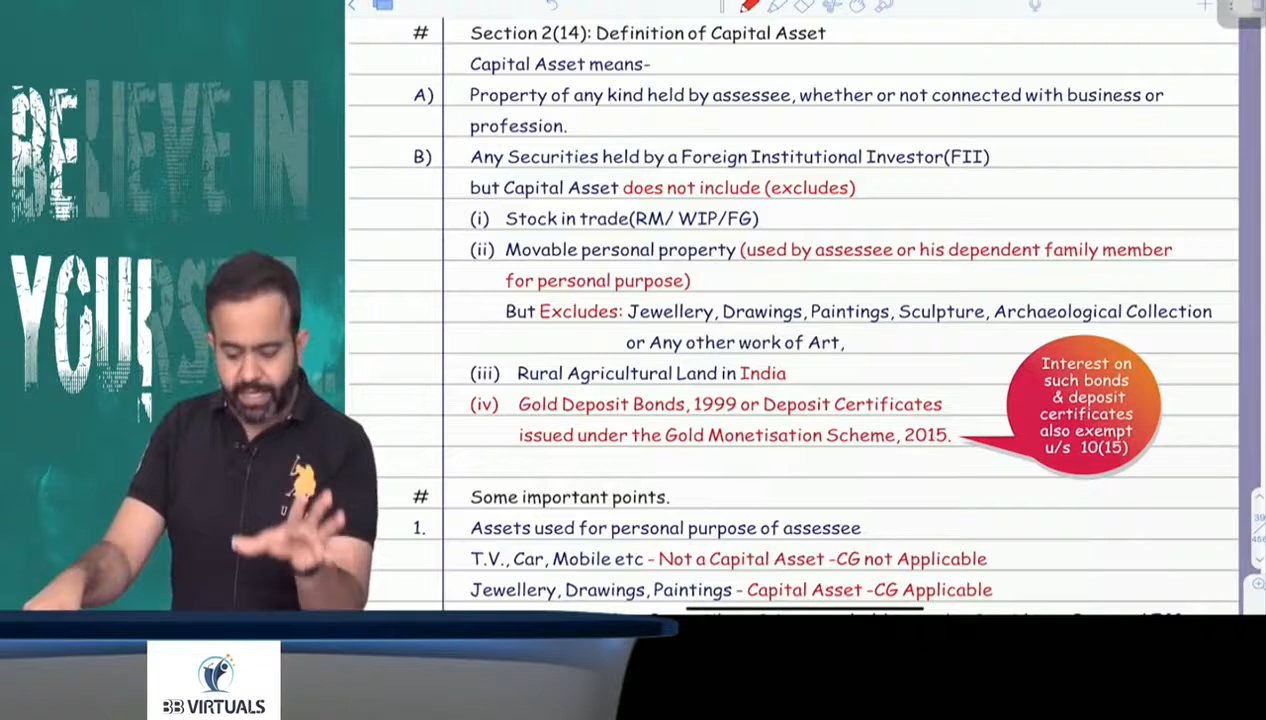 BELIEVE IN
YOURS
#
Section 2(14): Definition of Capital Asset
Capital Asset means-
A) Property of any kind held by assessee, whether or not connected with business or
profession.
B) Any Securities held by a Foreign Institutional Investor(FII)
but Capital Asset does not include (excludes)
(i) Stock in trade(RM/ WIP/FG)
(ii) Movable personal property (used by assessee or his dependent family member
for personal purpose)
But Excludes: Jewellery, Drawings, Paintings, Sculpture, Archaeological Collection
or Any other work of Art,
(iii) Rural Agricultural Land in India
(iv) Gold Deposit Bonds, 1999 or Deposit Certificates
issued under the Gold Monetisation Scheme, 2015.
Interest on
such bonds
& deposit
certificates
also exempt
u/s 10(15)
# Some important points.
1. Assets used for personal purpose of assessee
T.V., Car, Mobile etc - Not a Capital Asset -CG not Applicable
Jewellery, Drawings, Paintings - Capital Asset -CG Applicable
BB VIRTUALS